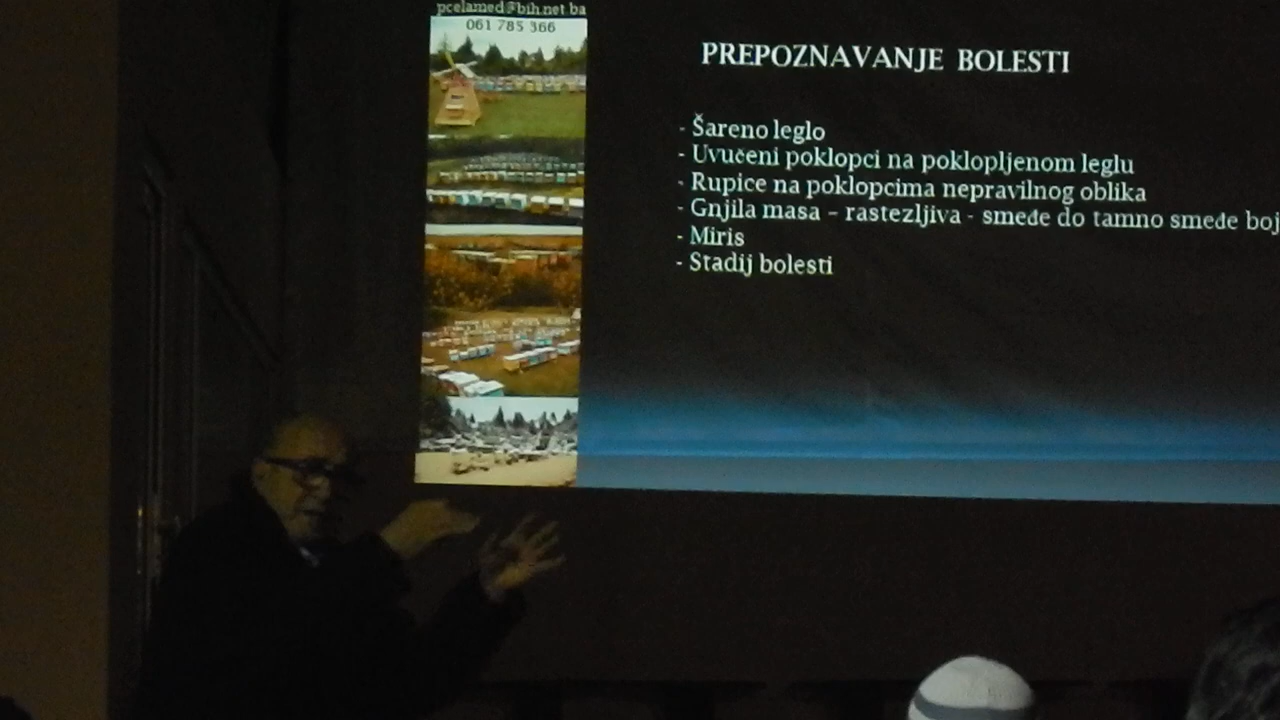 pcelamed@bih.net.ba
061 785 366
PREPOZNAVANJE BOLESTI
- Šareno leglo
- Uvučeni poklopci na poklopljenom leglu
- Rupice na poklopcima nepravilnog oblika
- Gnjila masa – rastezljiva - smeđe do tamno smeđe boj
- Miris
- Stadij bolesti